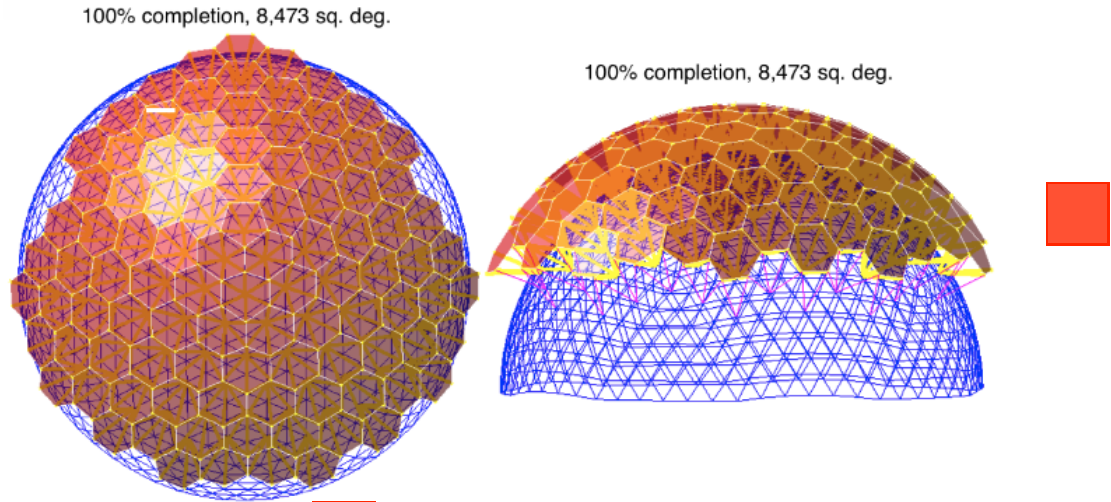 100% completion, 8,473 sq. deg.
100% completion, 8,473 sq. deg.